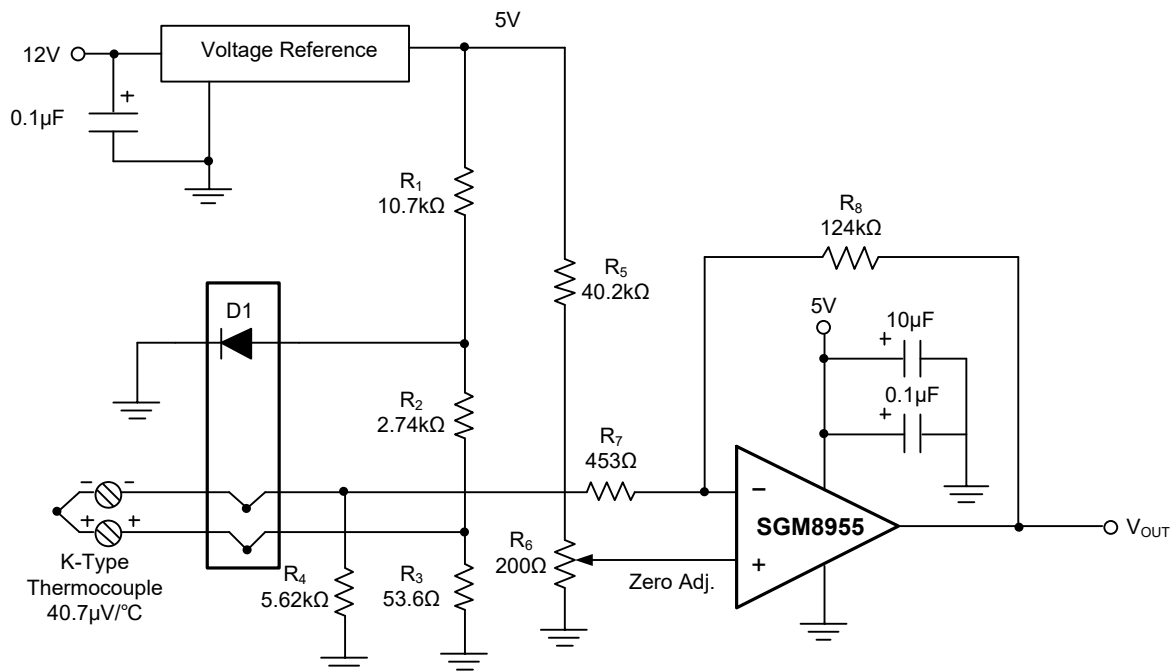 5V
12V
Voltage Reference
+
0.1μF
R1
10.7kΩ
R8
124kΩ
R5
40.2kΩ
D1
5V
10μF
+
0.1μF
+
R2
2.74kΩ
R7
453Ω
− −
−
SGM8955
VOUT
+ +
R6
200Ω
+
Zero Adj.
K-Type
Thermocouple
40.7μV/℃
R4
5.62kΩ
R3
53.6Ω